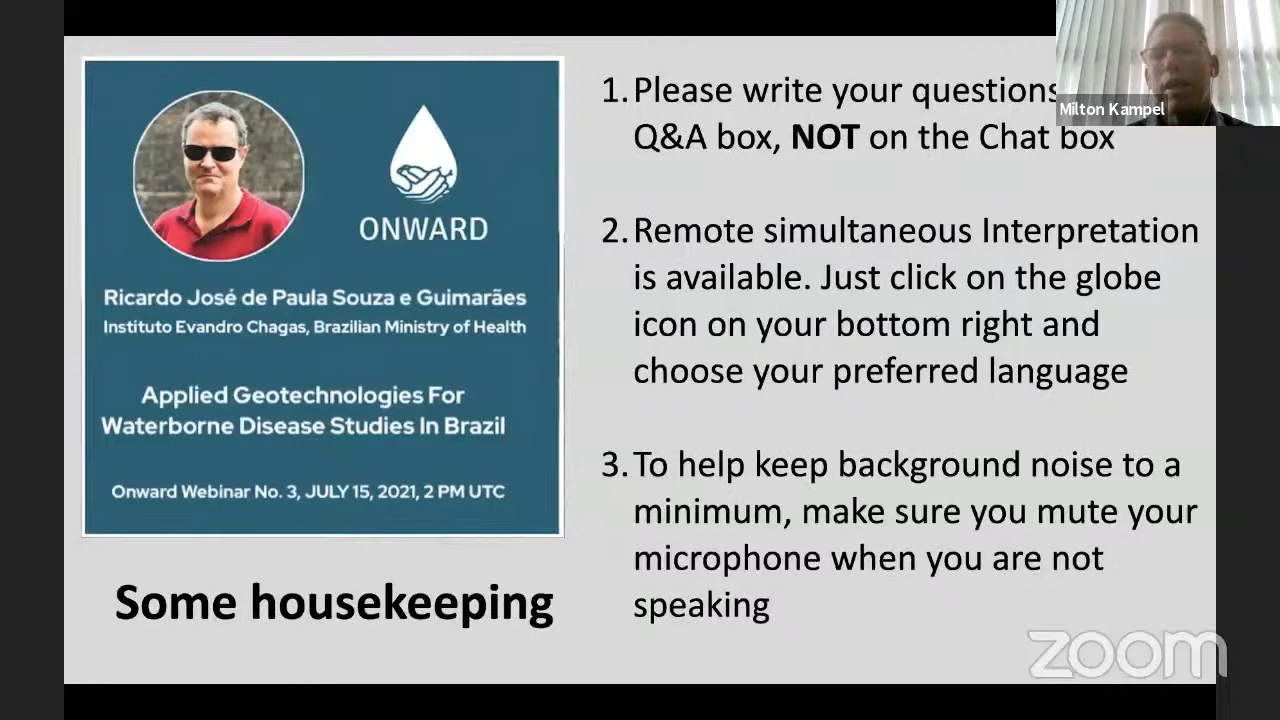 ONWARD
Ricardo José de Paula Souza e Guimarães
Instituto Evandro Chagas, Brazilian Ministry of Health
Applied Geotechnologies For
Waterborne Disease Studies In Brazil
Onward Webinar No. 3, JULY 15, 2021, 2 PM UTC
Some housekeeping
1. Please write your questions
Q&A box, NOT on the Chat box
2. Remote simultaneous Interpretation
is available. Just click on the globe
icon on your bottom right and
choose your preferred language
3. To help keep background noise to a
minimum, make sure you mute your
microphone when you are not
speaking
Milton Kampel
zoom